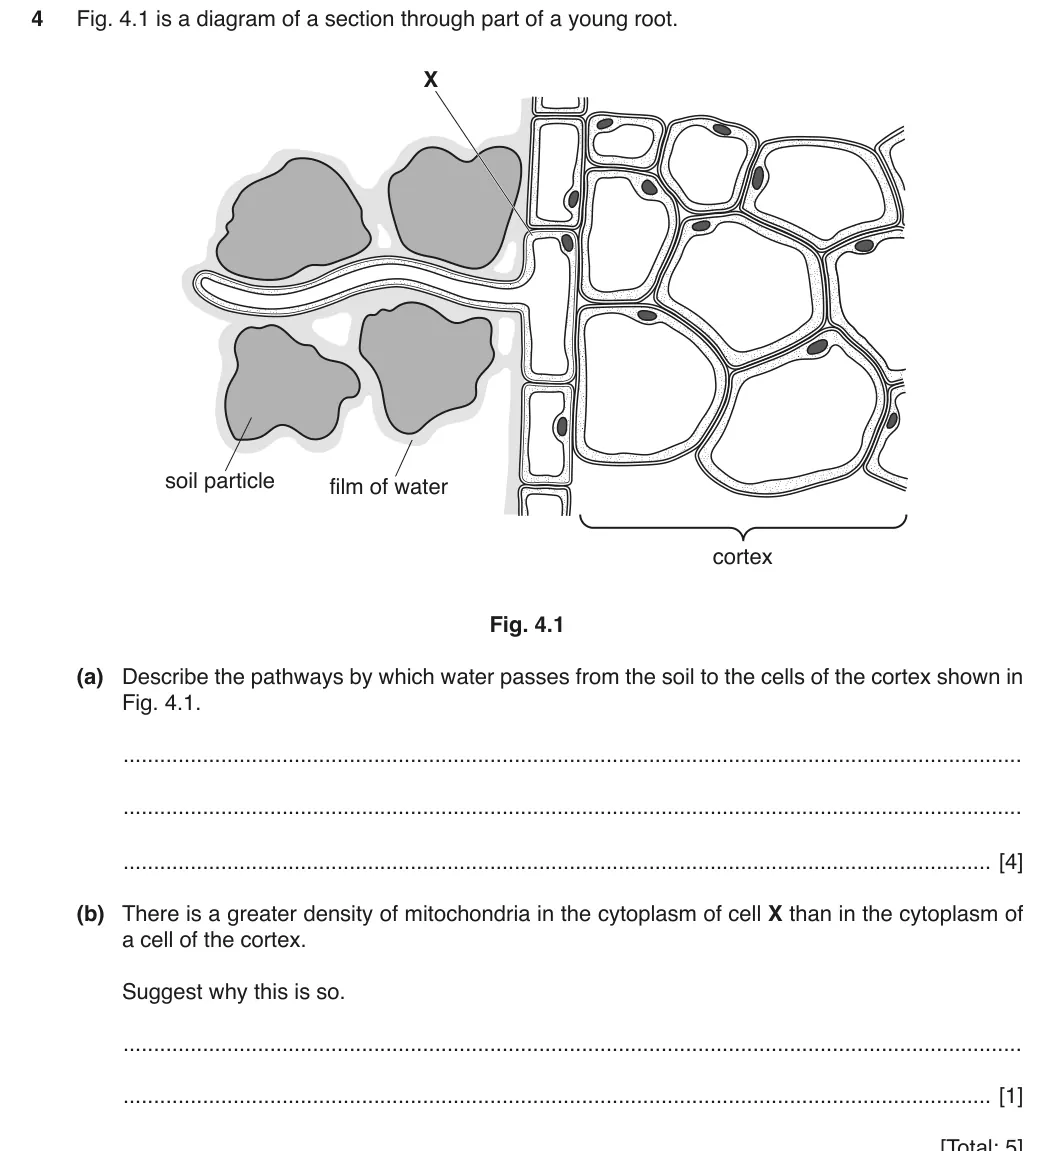 4 Fig. 4.1 is a diagram of a section through part of a young root.
X
soil particle
film of water
cortex
Fig. 4.1
(a) Describe the pathways by which water passes from the soil to the cells of the cortex shown in
Fig. 4.1.
[4]
(b) There is a greater density of mitochondria in the cytoplasm of cell X than in the cytoplasm of
a cell of the cortex.
Suggest why this is so.
[1]
[Total: 5]